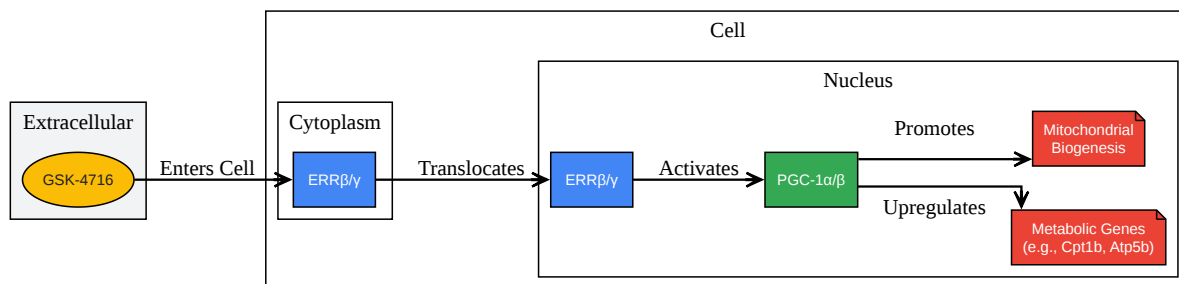 Cell
Nucleus
Extracellular
Cytoplasm
GSK-4716
Enters Cell
ERRβ/γ
Translocates
ERRβ/γ
Activates
PGC-1α/β
Promotes
Mitochondrial
Biogenesis
Upregulates
Metabolic Genes
(e.g., Cpt1b, Atp5b)